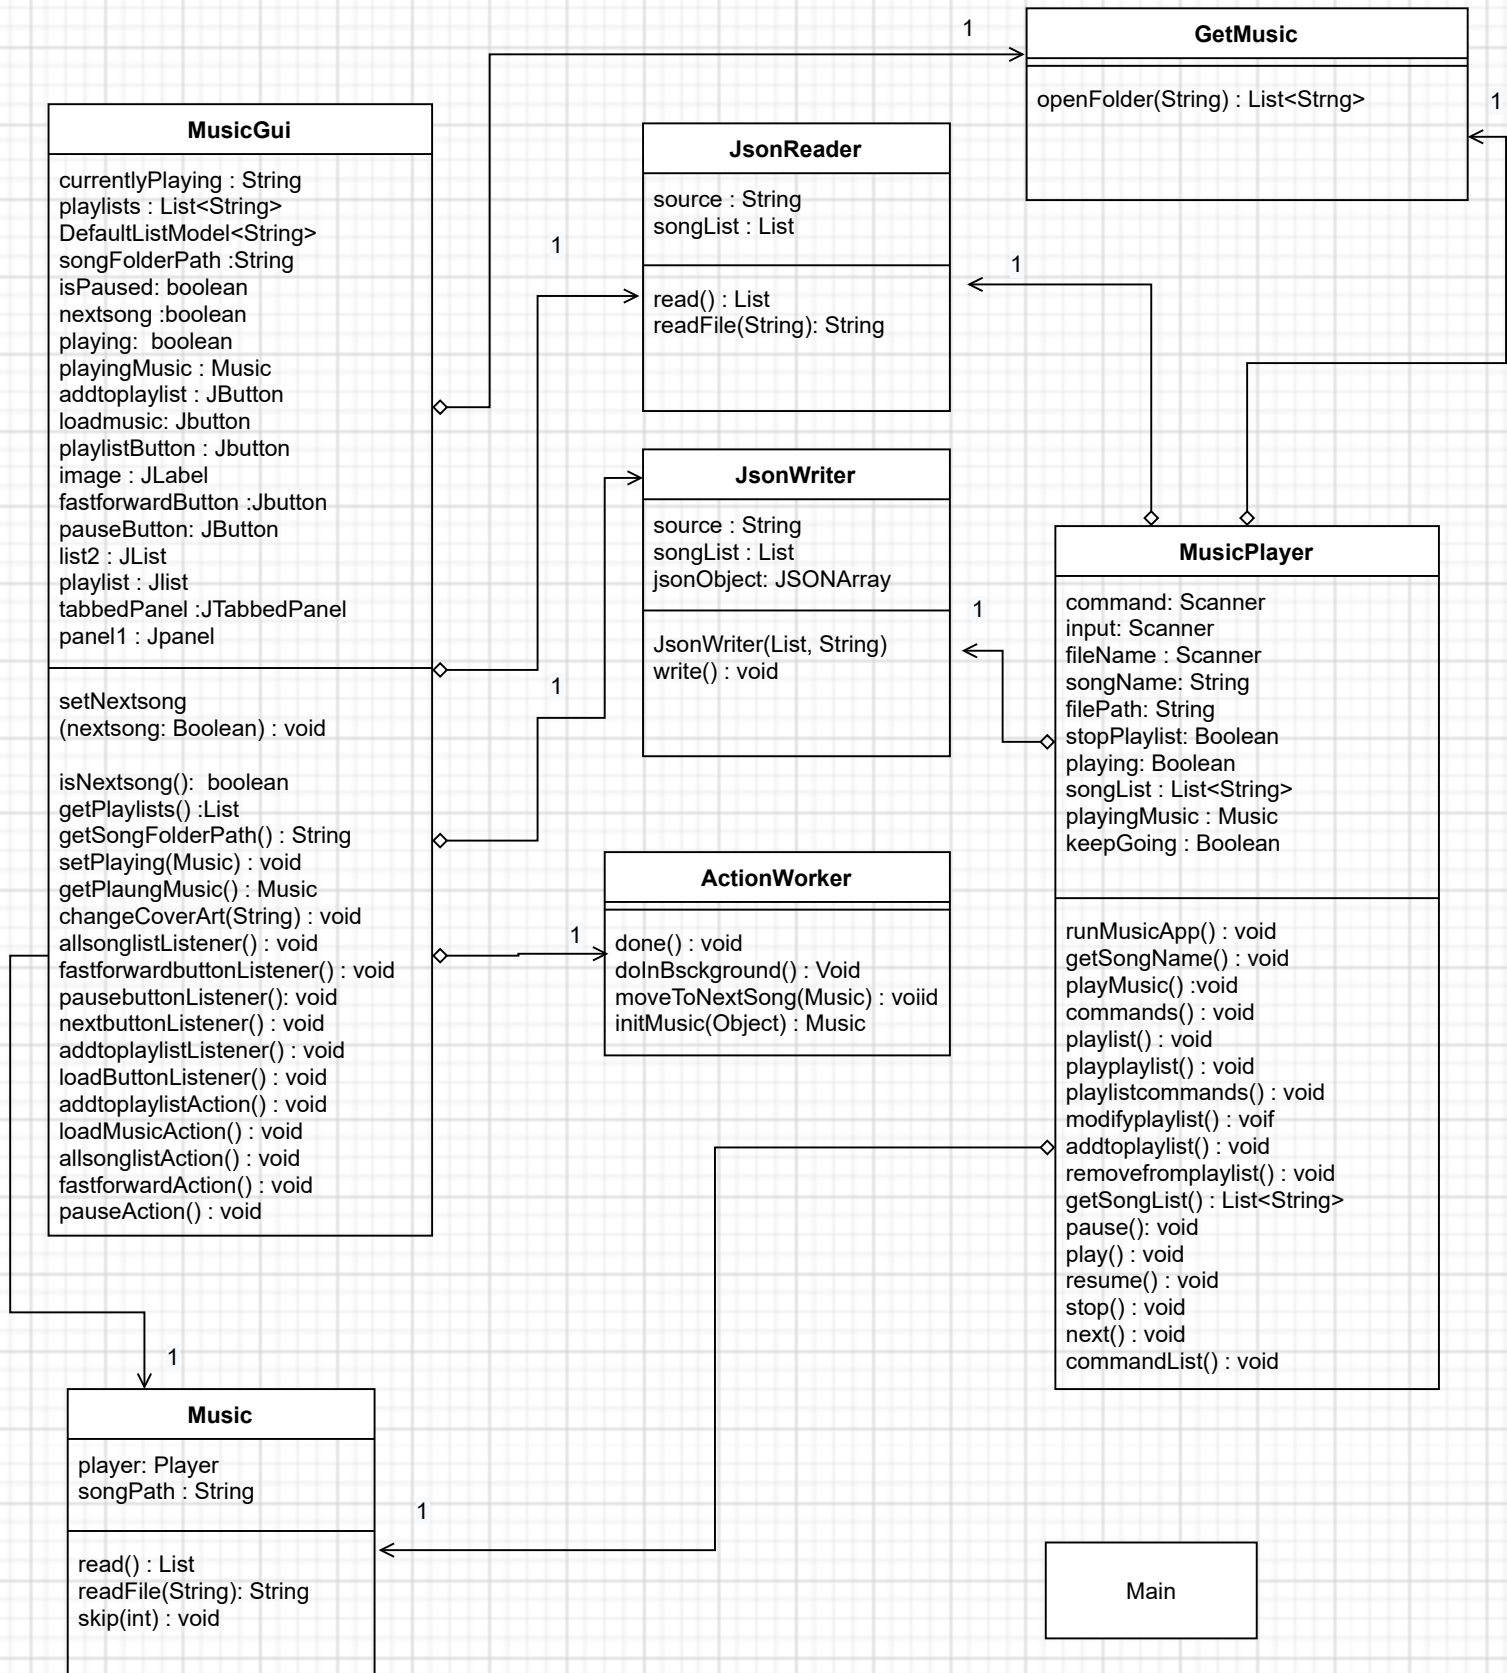 1
GetMusic
openFolder(String) : List<Strng>
1
MusicGui
currentlyPlaying : String
playlists : List<String>
DefaultListModel<String>
songFolderPath :String
isPaused: boolean
nextsong :boolean
playing:  boolean
playingMusic : Music
addtoplaylist : JButton
loadmusic: Jbutton
playlistButton : Jbutton
image : JLabel
fastforwardButton :Jbutton
pauseButton: JButton
list2 : JList
playlist : Jlist
tabbedPanel :JTabbedPanel
panel1 : Jpanel
setNextsong
(nextsong: Boolean) : void
isNextsong():  boolean
getPlaylists() :List
getSongFolderPath() : String
setPlaying(Music) : void
getPlaungMusic() : Music
changeCoverArt(String) : void
allsonglistListener() : void
fastforwardbuttonListener() : void
pausebuttonListener(): void
nextbuttonListener() : void
addtoplaylistListener() : void
loadButtonListener() : void
addtoplaylistAction() : void
loadMusicAction() : void
allsonglistAction() : void
fastforwardAction() : void
pauseAction() : void
1
JsonReader
source : String
songList : List
read() : List
readFile(String): String
1
1
JsonWriter
source : String
songList : List
jsonObject: JSONArray
JsonWriter(List, String)
write() : void
1
1
ActionWorker
done() : void
doInBsckground() : Void
moveToNextSong(Music) : voiid
initMusic(Object) : Music
MusicPlayer
command: Scanner
input: Scanner
fileName : Scanner
songName: String
filePath: String
stopPlaylist: Boolean
playing: Boolean
songList : List<String>
playingMusic : Music
keepGoing : Boolean
runMusicApp() : void
getSongName() : void
playMusic() :void
commands() : void
playlist() : void
playplaylist() : void
playlistcommands() : void
modifyplaylist() : voif
addtoplaylist() : void
removefromplaylist() : void
getSongList() : List<String>
pause(): void
play() : void
resume() : void
stop() : void
next() : void
commandList() : void
1
Music
player: Player
songPath : String
read() : List
readFile(String): String
skip(int) : void
1
Main